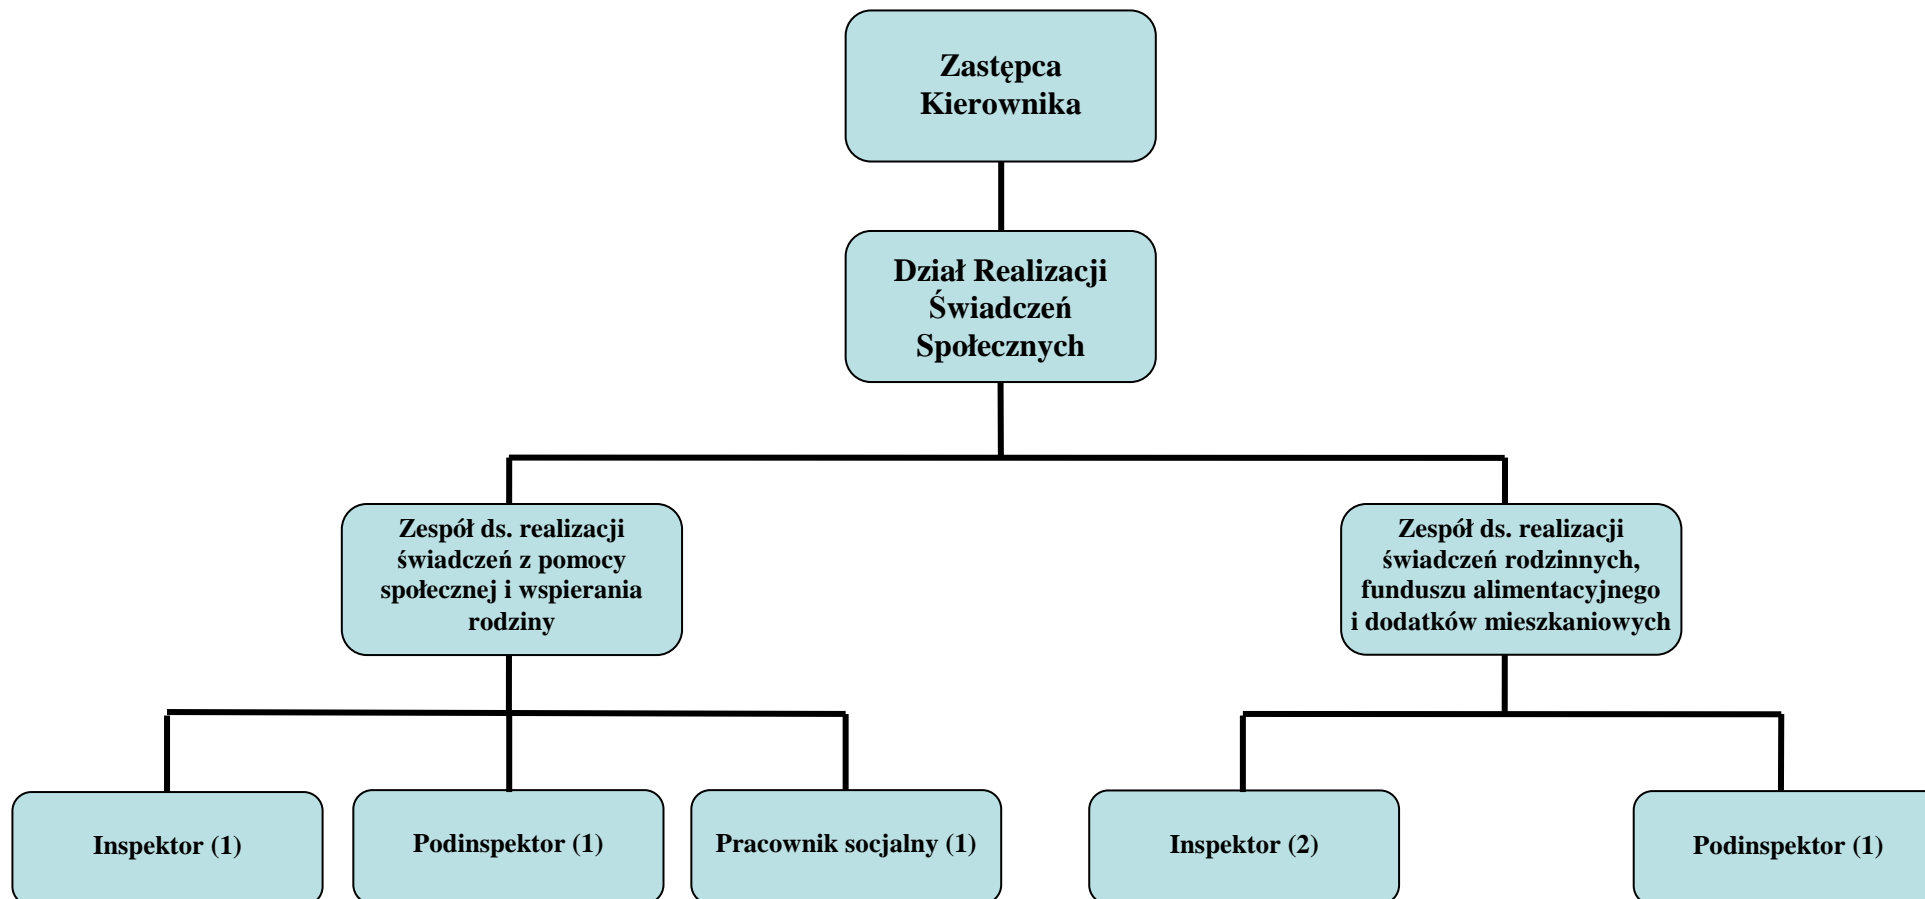 Zastępca
Kierownika
Dział Realizacji
Świadczeń
Społecznych
Zespół ds. realizacji
świadczeń z pomocy
społecznej i wspierania
rodziny
Zespół ds. realizacji
świadczeń rodzinnych,
funduszu alimentacyjnego
i dodatków mieszkaniowych
Inspektor (1)
Podinspektor (1)
Pracownik socjalny (1)
Inspektor (2)
Podinspektor (1)